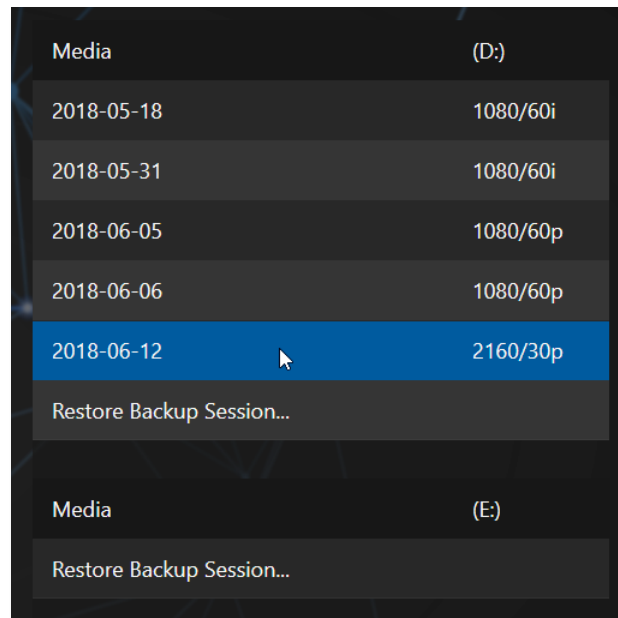 Media (D:)
2018-05-18 1080/60i
2018-05-31 1080/60i
2018-06-05 1080/60p
2018-06-06 1080/60p
2018-06-12 2160/30p
Restore Backup Session...
Media (E:)
Restore Backup Session...